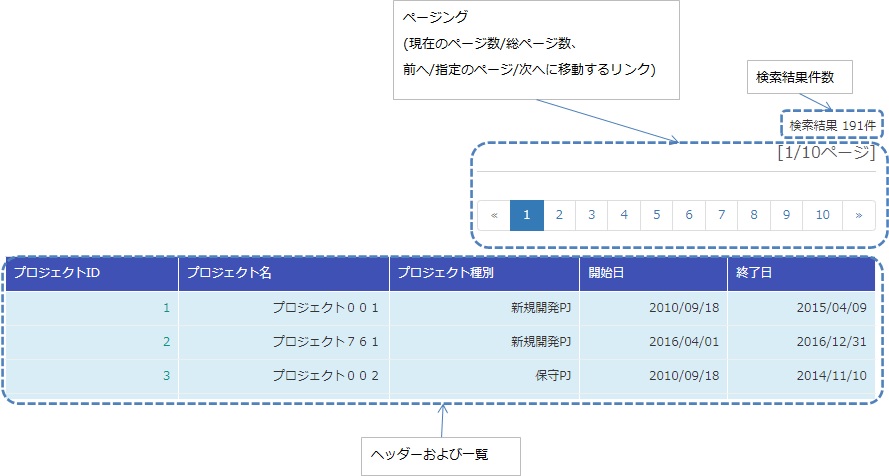 ページング
(現在のページ数/総ページ数、
前へ/指定のページ/次へに移動するリンク)
検索結果件数
検索結果 191件
[1/10ページ]
« 1 2 3 4 5 6 7 8 9 10 »
プロジェクトID プロジェクト名 プロジェクト種別 開始日 終了日
1 プロジェクト００１ 新規開発PJ 2010/09/18 2015/04/09
2 プロジェクト７６１ 新規開発PJ 2016/04/01 2016/12/31
3 プロジェクト００２ 保守PJ 2010/09/18 2014/11/10
ヘッダーおよび一覧